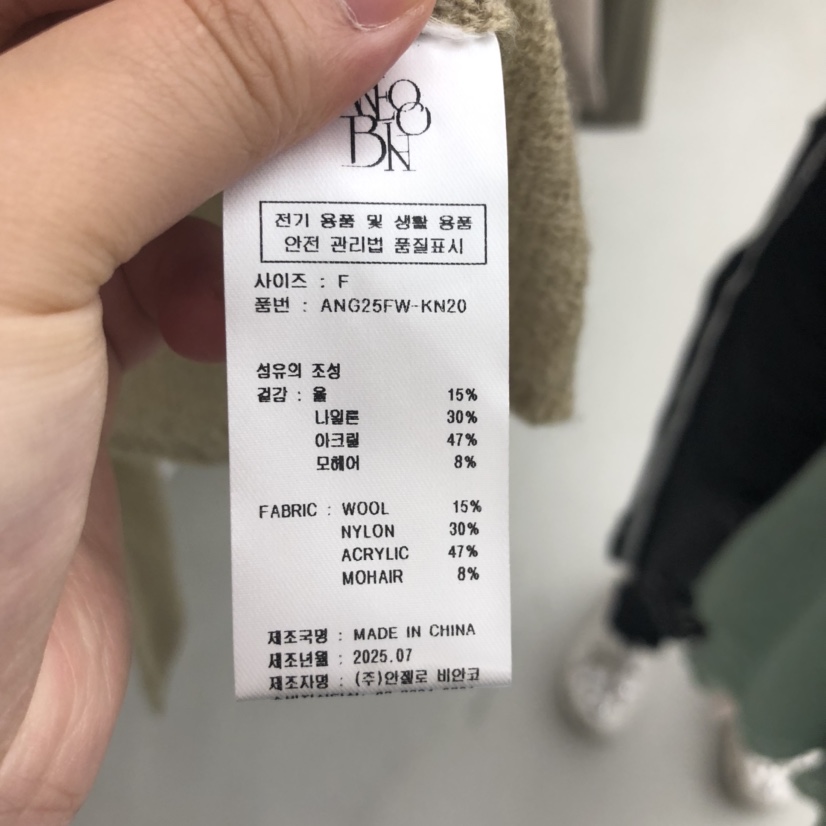 전기 용품 및 생활 용품
안전 관리법 품질표시
사이즈 : F
품번 : ANG25FW-KN20
섬유의 조성
겉감 : 울 15%
나일론 30%
아크릴 47%
모헤어 8%
FABRIC : WOOL 15%
NYLON 30%
ACRYLIC 47%
MOHAIR 8%
제조국명 : MADE IN CHINA
제조년월 : 2025.07
제조자명 : (주)안젤로 비안코